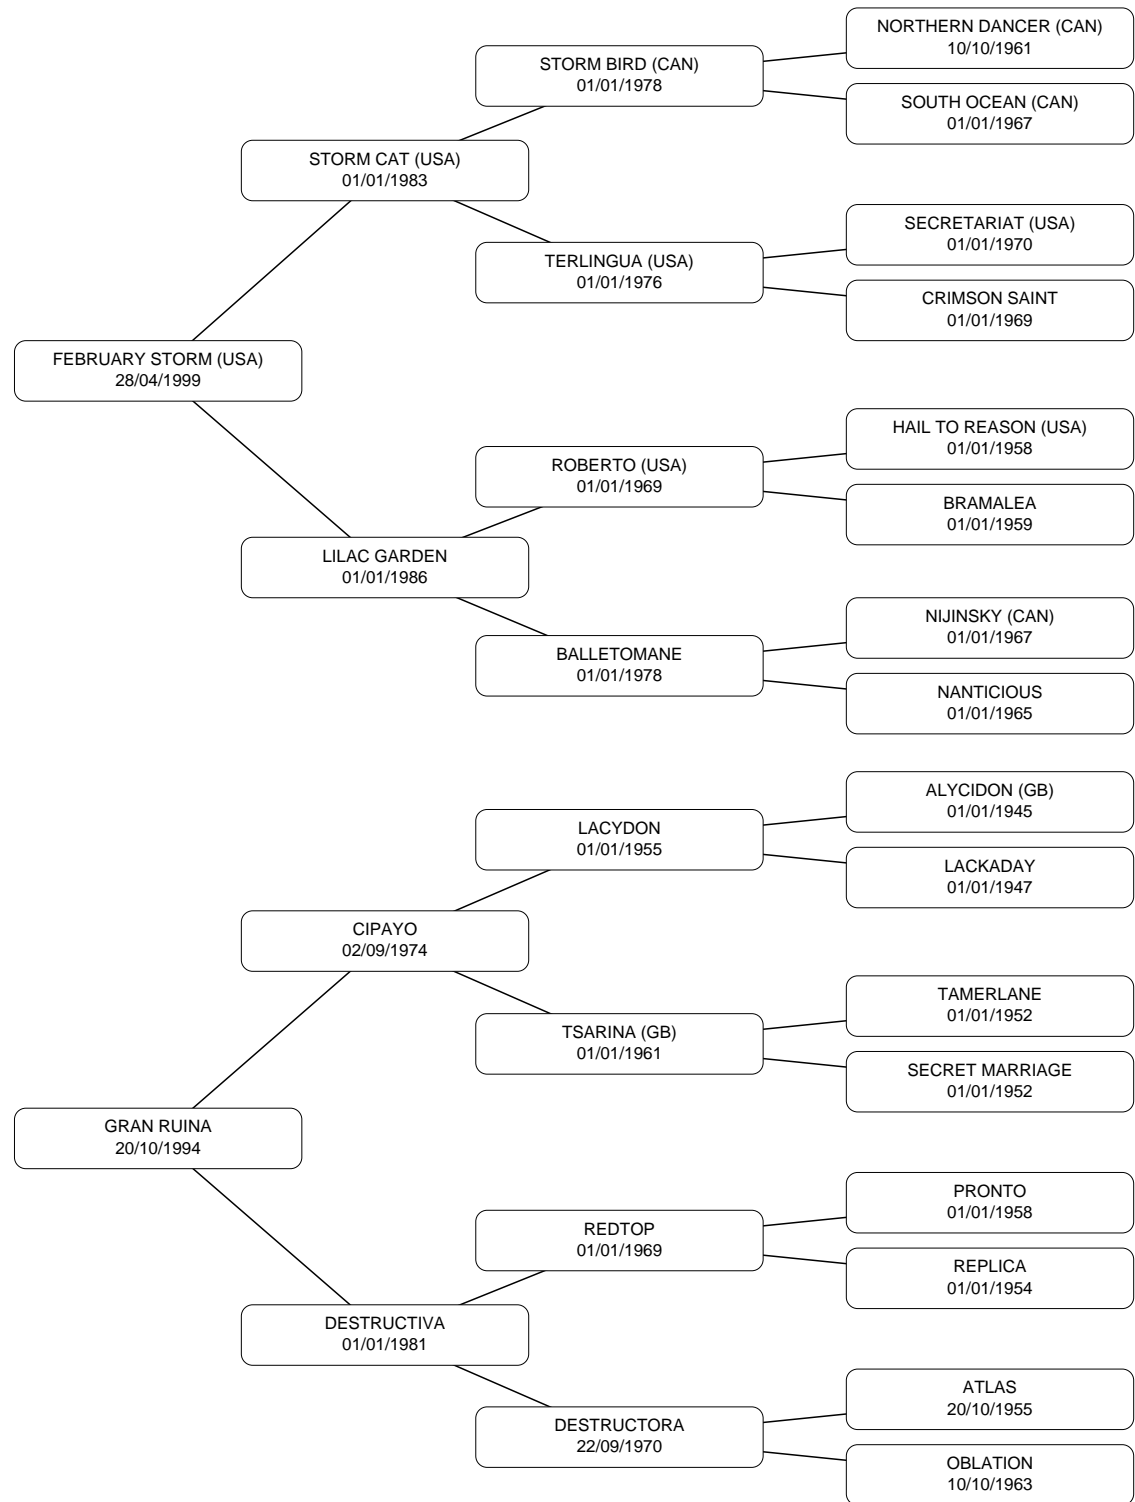 NORTHERN DANCER (CAN)
10/10/1961
STORM BIRD (CAN)
01/01/1978
SOUTH OCEAN (CAN)
01/01/1967
STORM CAT (USA)
01/01/1983
SECRETARIAT (USA)
01/01/1970
TERLINGUA (USA)
01/01/1976
CRIMSON SAINT
01/01/1969
FEBRUARY STORM (USA)
28/04/1999
HAIL TO REASON (USA)
01/01/1958
ROBERTO (USA)
01/01/1969
BRAMALEA
01/01/1959
LILAC GARDEN
01/01/1986
NIJINSKY (CAN)
01/01/1967
BALLETOMANE
01/01/1978
NANTICIOUS
01/01/1965
ALYCIDON (GB)
01/01/1945
LACYDON
01/01/1955
LACKADAY
01/01/1947
CIPAYO
02/09/1974
TAMERLANE
01/01/1952
TSARINA (GB)
01/01/1961
SECRET MARRIAGE
01/01/1952
GRAN RUINA
20/10/1994
PRONTO
01/01/1958
REDTOP
01/01/1969
REPLICA
01/01/1954
DESTRUCTIVA
01/01/1981
ATLAS
20/10/1955
DESTRUCTORA
22/09/1970
OBLATION
10/10/1963